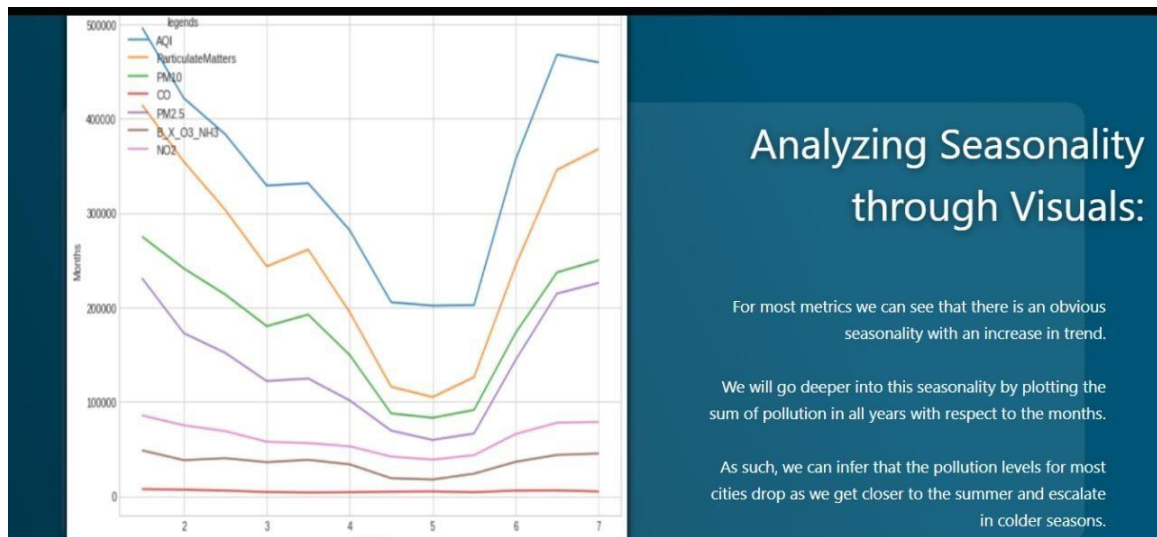 500000
400000
300000
200000
100000
0
Months
legends
AQI
ParticulateMatters
PM10
CO
PM2.5
B_X_O3_NH3
NO2
2 3 4 5 6 7
Analyzing Seasonality
through Visuals:
For most metrics we can see that there is an obvious
seasonality with an increase in trend.
We will go deeper into this seasonality by plotting the
sum of pollution in all years with respect to the months.
As such, we can infer that the pollution levels for most
cities drop as we get closer to the summer and escalate
in colder seasons.